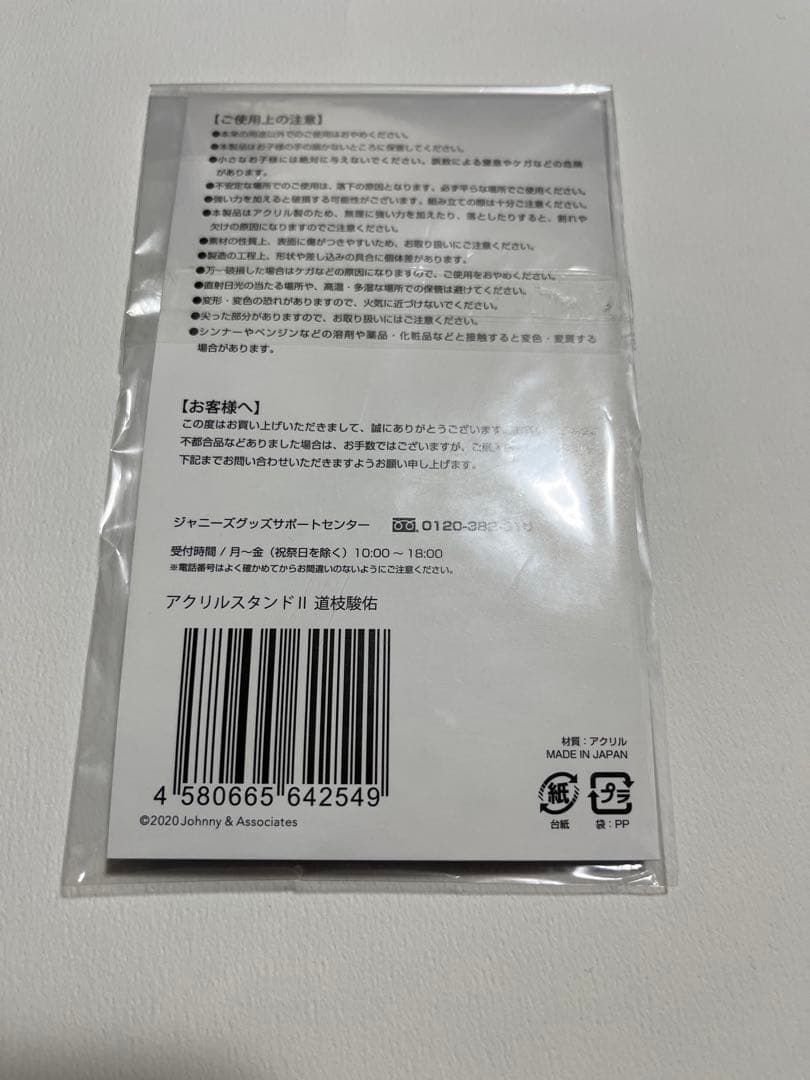 【ご使用上の注意】
●本来の用途以外でのご使用はおやめください。
●本製品はお子様の手の届かないところに保管してください。
●小さなお子様には絶対に与えないでください。誤飲による窒息やケガなどの危険
があります。
●不安定な場所でのご使用は、落下の原因となります。必ず平らな場所でご使用ください。
●強い力を加えると破損する可能性がございます。組み立ての際は十分ご注意ください。
●本製品はアクリル製のため、無理に強い力を加えたり、落としたりすると、割れや
欠けの原因になりますのでご注意ください。
●素材の性質上、表面に傷がつきやすいため、お取り扱いにご注意ください。
●製造の工程上、形状や差し込みの具合に個体差があります。
●万一破損した場合はケガなどの原因になりますので、ご使用をおやめください。
●直射日光の当たる場所や、高温・多湿な場所での保管は避けてください。
●変形・変色の恐れがありますので、火気に近づけないでください。
●尖った部分がありますので、お取り扱いにはご注意ください。
●シンナーやベンジンなどの溶剤や薬品・化粧品などと接触すると変色・変質する
場合があります。
【お客様へ】
この度はお買い上げいただきまして、誠にありがとうございます。
不都合品などありました場合は、お手数ではございますが、
下記までお問い合わせいただきますようお願い申し上げます。
ジャニーズグッズサポートセンター 0120-382-
受付時間 / 月〜金（祝祭日を除く）10:00 〜 18:00
※電話番号はよく確かめてからお間違いのないようにご注意ください。
アクリルスタンドⅡ 道枝駿佑
材質：アクリル
MADE IN JAPAN
紙 プラ
台紙 袋：PP
4 580665 642549
©2020 Johnny & Associates